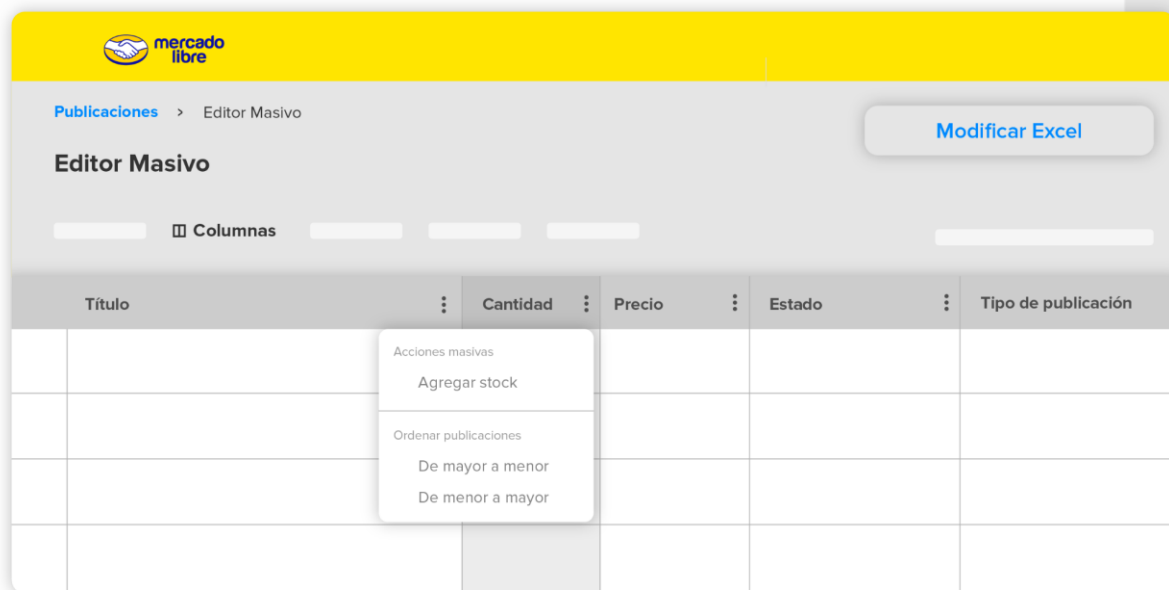 mercado
libre
Publicaciones > Editor Masivo
Modificar Excel
Editor Masivo
Columnas
Título Cantidad Precio Estado Tipo de publicación
Acciones masivas
Agregar stock
Ordenar publicaciones
De mayor a menor
De menor a mayor